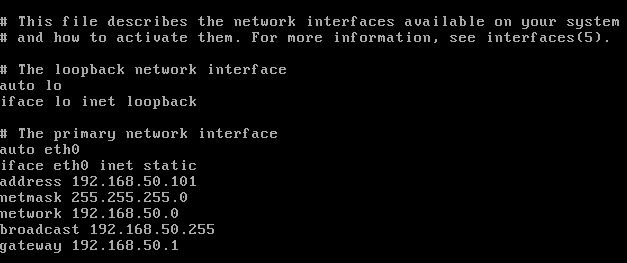 # This file describes the network interfaces available on your system
# and how to activate them. For more information, see interfaces(5).
# The loopback network interface
auto lo
iface lo inet loopback
# The primary network interface
auto eth0
iface eth0 inet static
address 192.168.50.101
netmask 255.255.255.0
network 192.168.50.0
broadcast 192.168.50.255
gateway 192.168.50.1